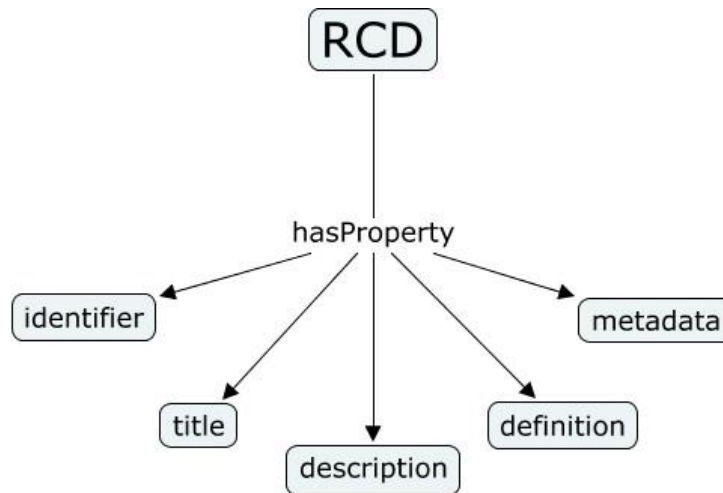 RCD
hasProperty
identifier
metadata
title
definition
description